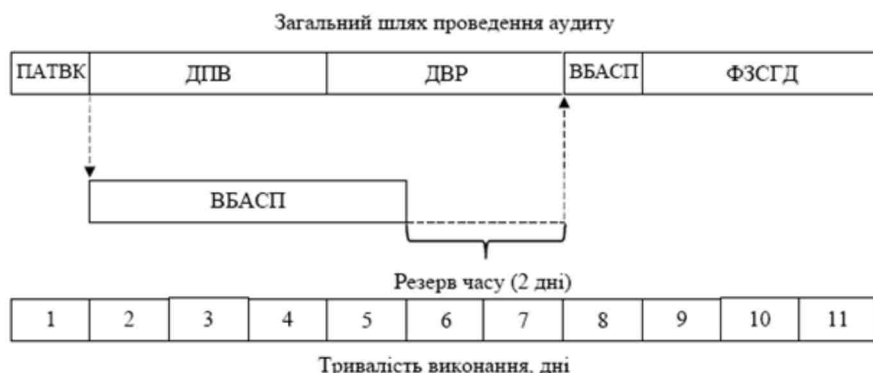 Загальний шлях проведення аудиту
ПАТВК ДПВ ДВР ВБАСП ФЗСГД
ВБАСП
Резерв часу (2 дні)
1 2 3 4 5 6 7 8 9 10 11
Тривалість виконання, дні